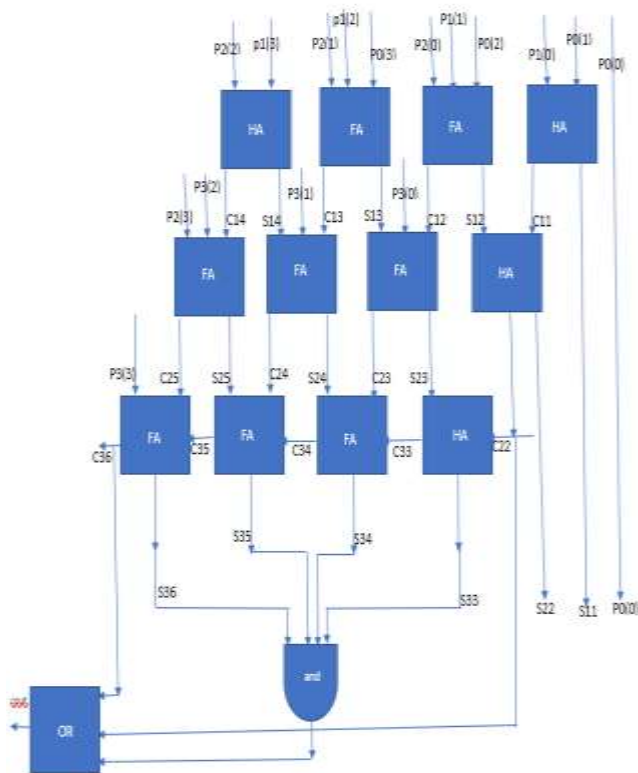 P2(2) p1(3) P2(1) p1(2) P0(3) P2(0) P1(1) P0(2) P1(0) P0(1) P0(0)
HA FA FA HA
P2(3) P3(2) C14 S14 P3(1) C13 S13 P3(0) C12 S12 C11
FA FA FA HA
P3(3) C25 S25 C24 S24 C23 S23
FA FA FA HA
C36 C35 C34 C33 C22
S36 S35 S34 S33 S22 S11 P0(0)
and
OR